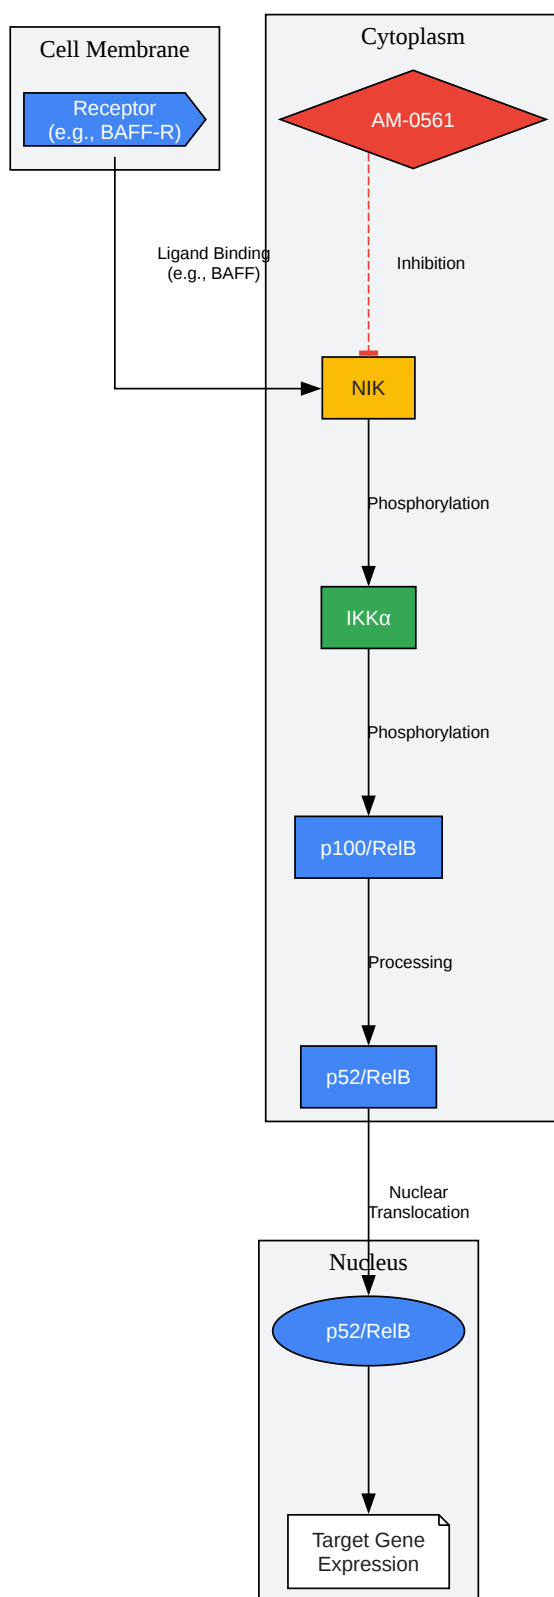 Cell Membrane
Receptor
(e.g., BAFF-R)
Cytoplasm
AM-0561
Ligand Binding
(e.g., BAFF)
Inhibition
NIK
Phosphorylation
IKKα
Phosphorylation
p100/RelB
Processing
p52/RelB
Nuclear
Translocation
Nucleus
p52/RelB
Target Gene
Expression